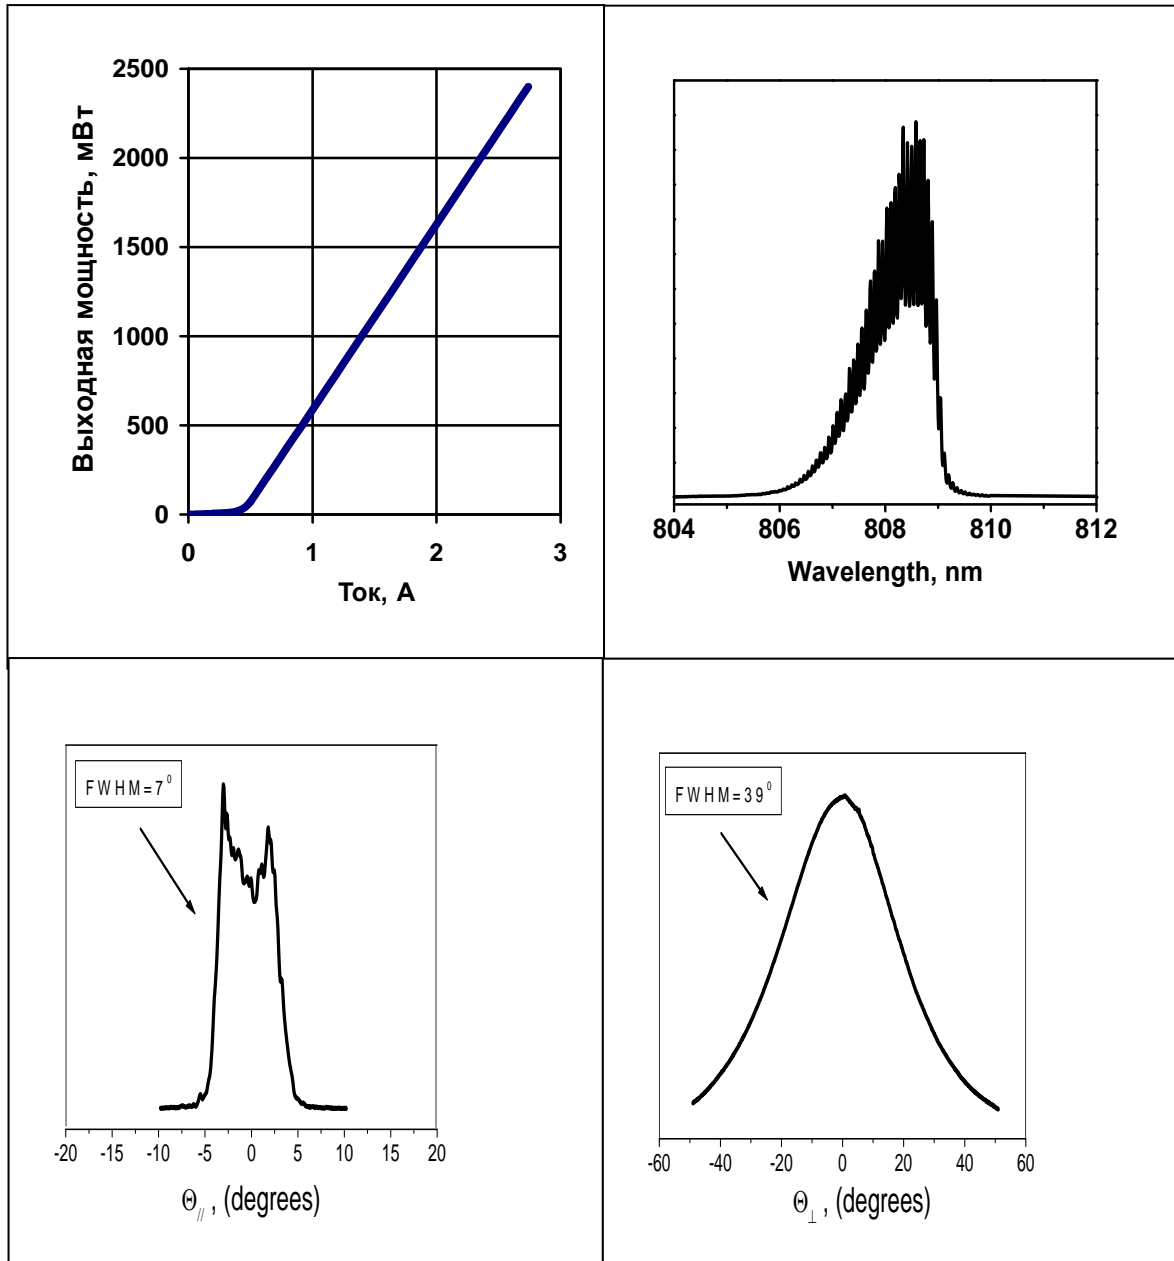 2500
2000
1500
1000
500
0
Выходная мощность, мВт
0 1 2 3
Ток, А
804 806 808 810 812
Wavelength, nm
FWHM=7⁰
-20 -15 -10 -5 0 5 10 15 20
Θ∥ , (degrees)
FWHM=39⁰
-60 -40 -20 0 20 40 60
Θ⊥ , (degrees)